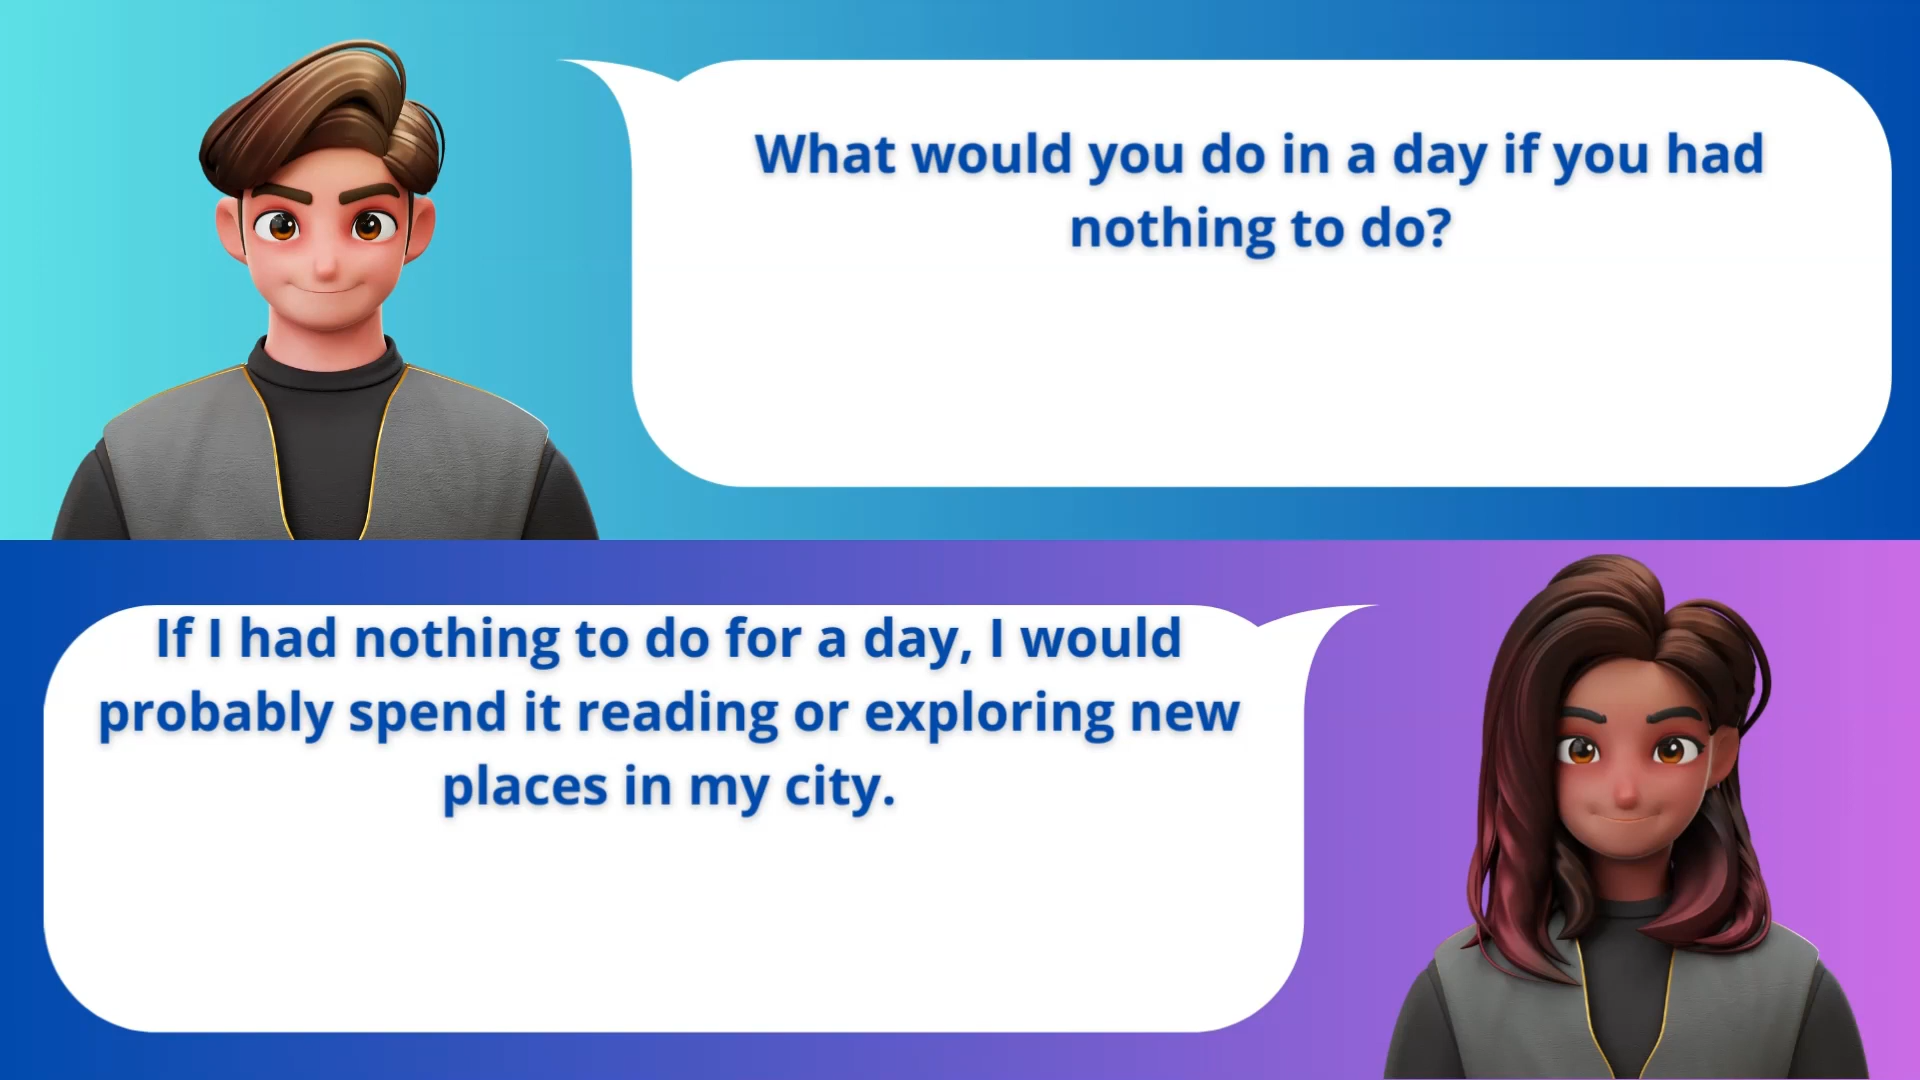 What would you do in a day if you had
nothing to do?
If I had nothing to do for a day, I would
probably spend it reading or exploring new
places in my city.